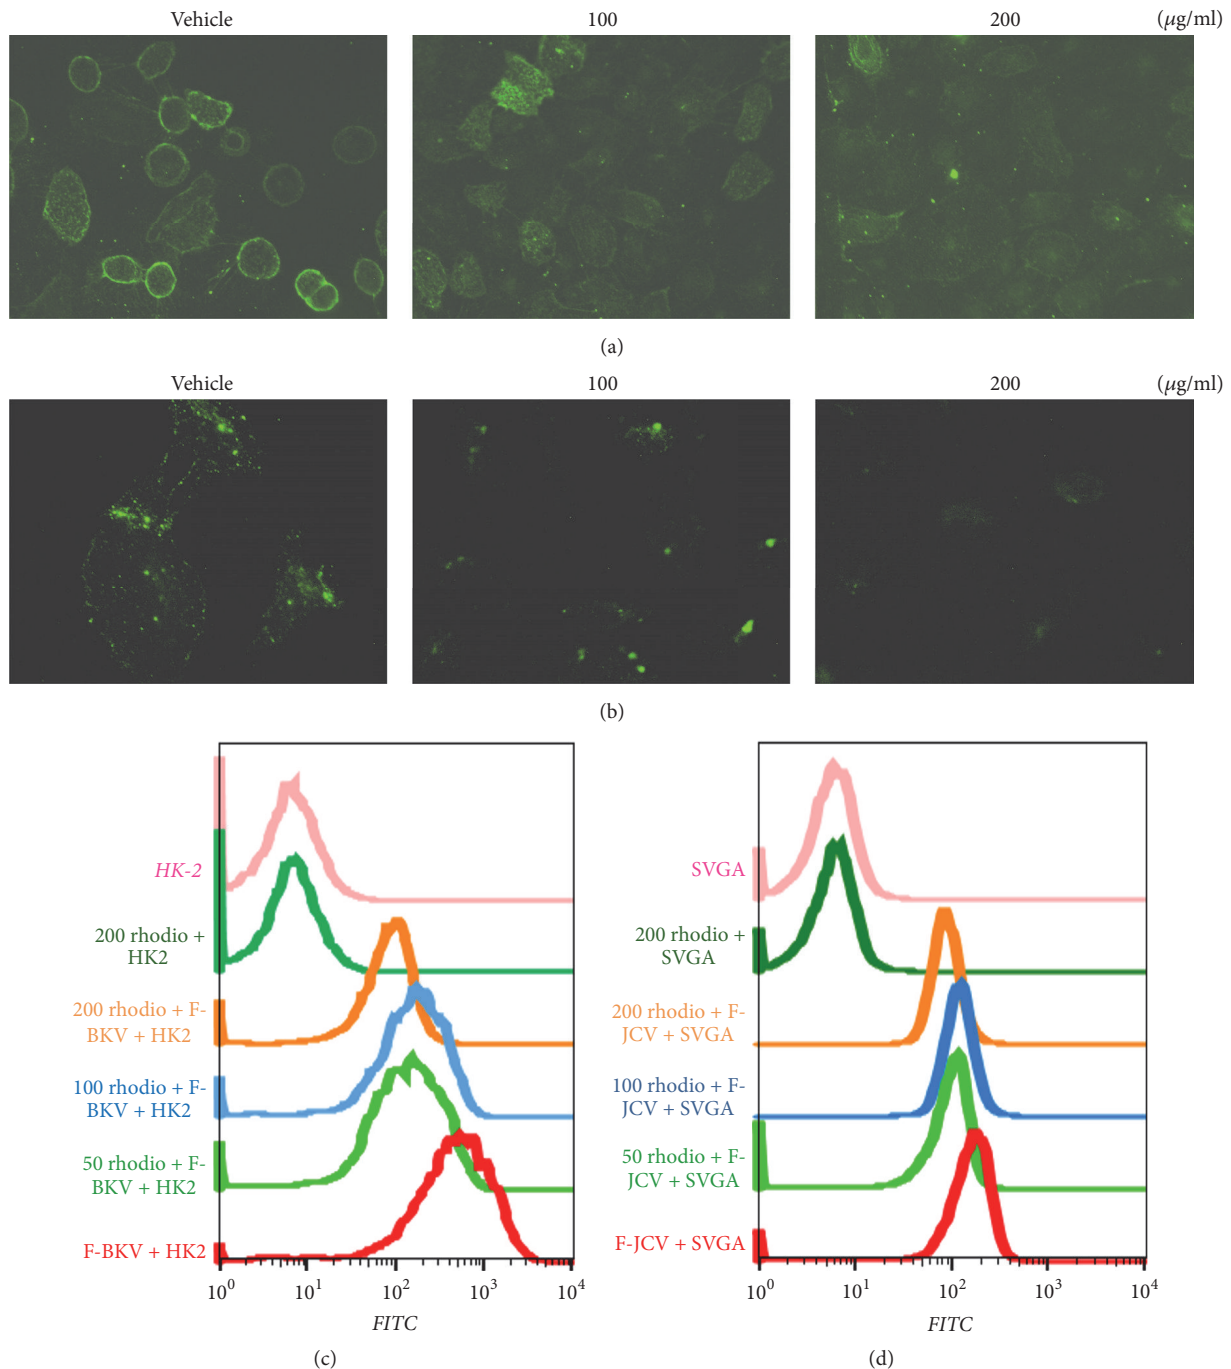 Vehicle 100 200 (μg/ml)
(a)
Vehicle 100 200 (μg/ml)
(b)
HK-2
200 rhodio +
HK2
200 rhodio + F-
BKV + HK2
100 rhodio + F-
BKV + HK2
50 rhodio + F-
BKV + HK2
F-BKV + HK2
10⁰ 10¹ 10² 10³ 10⁴
FITC
(c)
SVGA
200 rhodio +
SVGA
200 rhodio + F-
JCV + SVGA
100 rhodio + F-
JCV + SVGA
50 rhodio + F-
JCV + SVGA
F-JCV + SVGA
10⁰ 10¹ 10² 10³ 10⁴
FITC
(d)